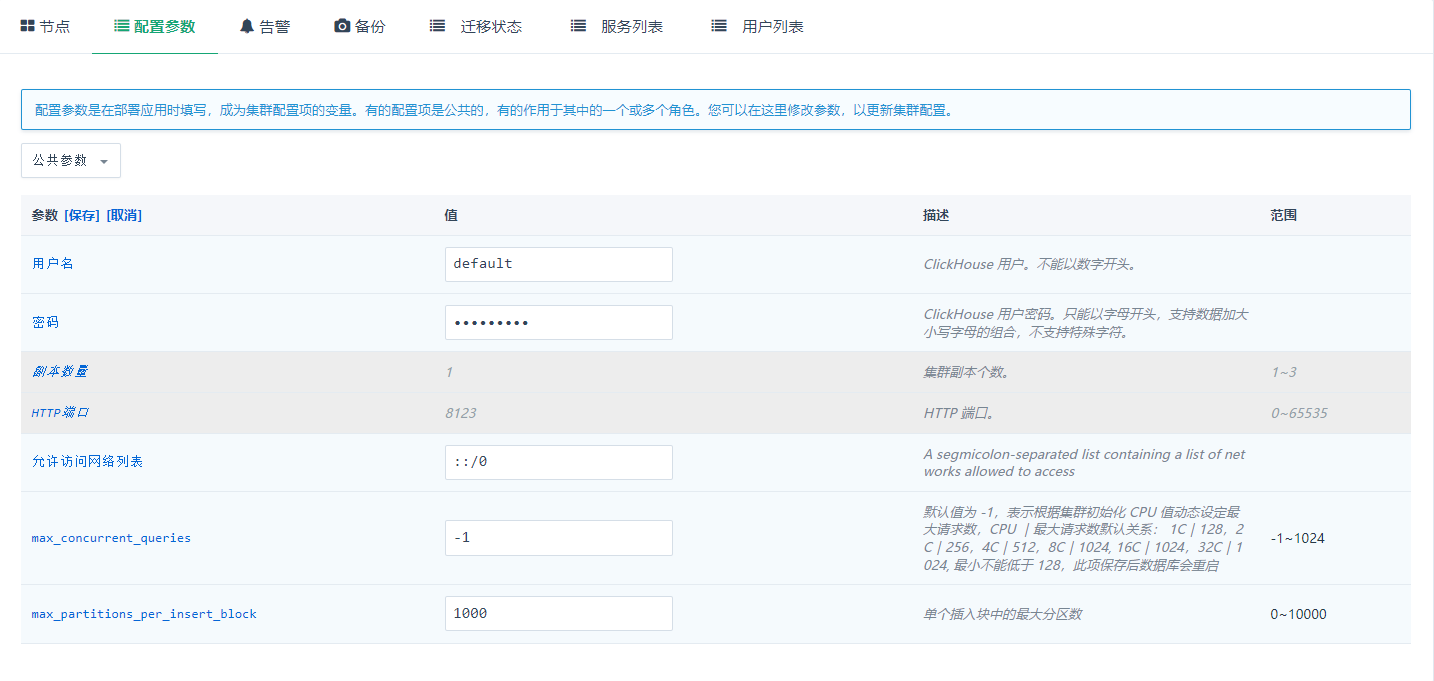 节点 配置参数 告警 备份 迁移状态 服务列表 用户列表
配置参数是在部署应用时填写，成为集群配置项的变量。有的配置项是公共的，有的作用于其中的一个或多个角色。您可以在这里修改参数，以更新集群配置。
公共参数
参数 [保存] [取消] 值 描述 范围
用户名 default ClickHouse 用户。不能以数字开头。
密码 ••••••••• ClickHouse 用户密码。只能以字母开头，支持数据加大
小写字母的组合，不支持特殊字符。
副本数量 1 集群副本个数。 1~3
HTTP端口 8123 HTTP 端口。 0~65535
允许访问网络列表 ::/0 A segmicolon-separated list containing a list of net
works allowed to access
max_concurrent_queries -1 默认值为 -1，表示根据集群初始化 CPU 值动态设定最
大请求数，CPU | 最大请求数默认关系： 1C | 128，2
C | 256，4C | 512，8C | 1024, 16C | 1024，32C | 1
024, 最小不能低于 128，此项保存后数据库会重启 -1~1024
max_partitions_per_insert_block 1000 单个插入块中的最大分区数 0~10000